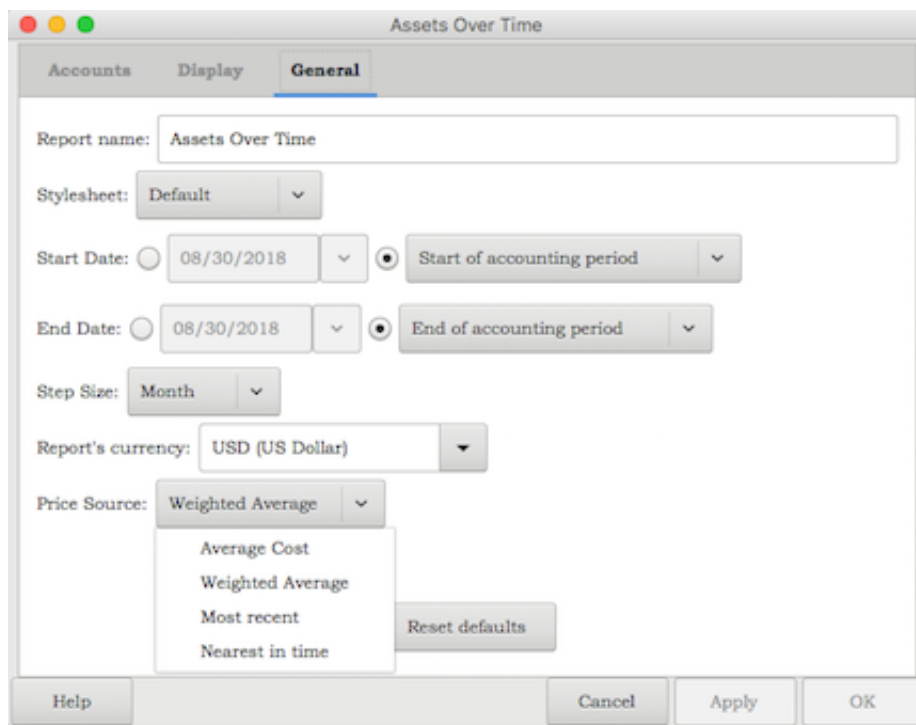 Assets Over Time
Accounts Display General
Report name: Assets Over Time
Stylesheet: Default
Start Date: 08/30/2018 Start of accounting period
End Date: 08/30/2018 End of accounting period
Step Size: Month
Report's currency: USD (US Dollar)
Price Source: Weighted Average
Average Cost
Weighted Average
Most recent
Nearest in time
Reset defaults
Help Cancel Apply OK